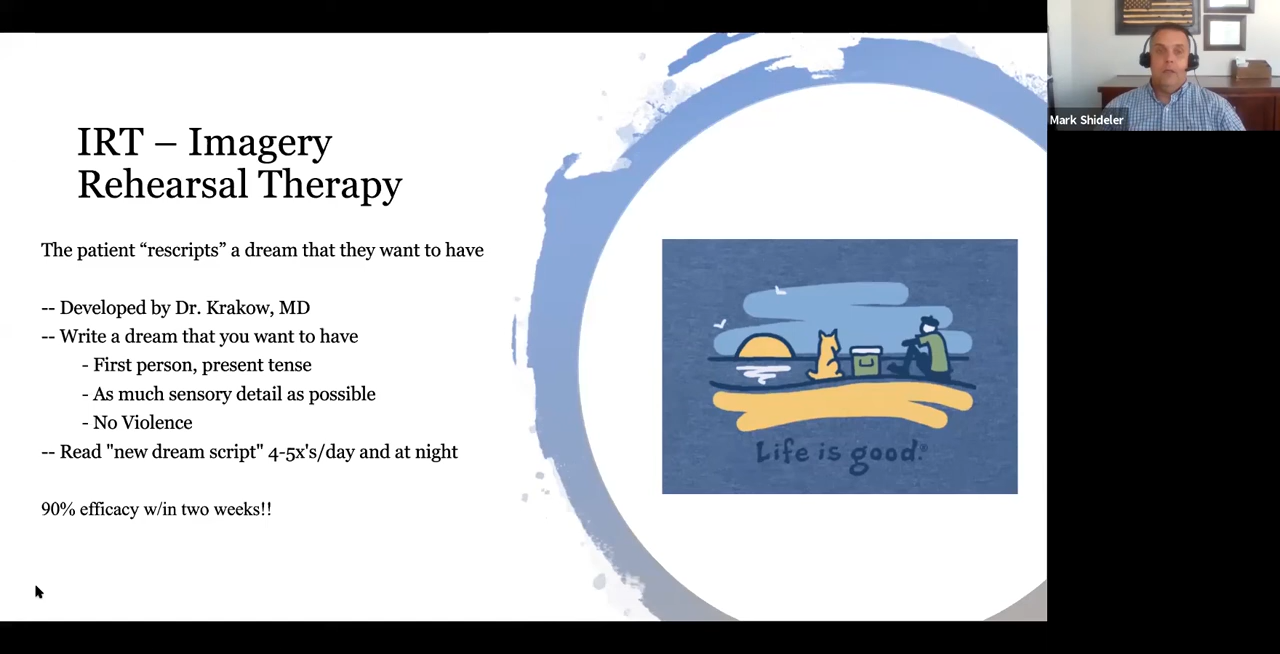 IRT – Imagery
Rehearsal Therapy
The patient “rescripts” a dream that they want to have
-- Developed by Dr. Krakow, MD
-- Write a dream that you want to have
- First person, present tense
- As much sensory detail as possible
- No Violence
-- Read "new dream script" 4-5x's/day and at night
90% efficacy w/in two weeks!!
Life is good.®
Mark Shideler